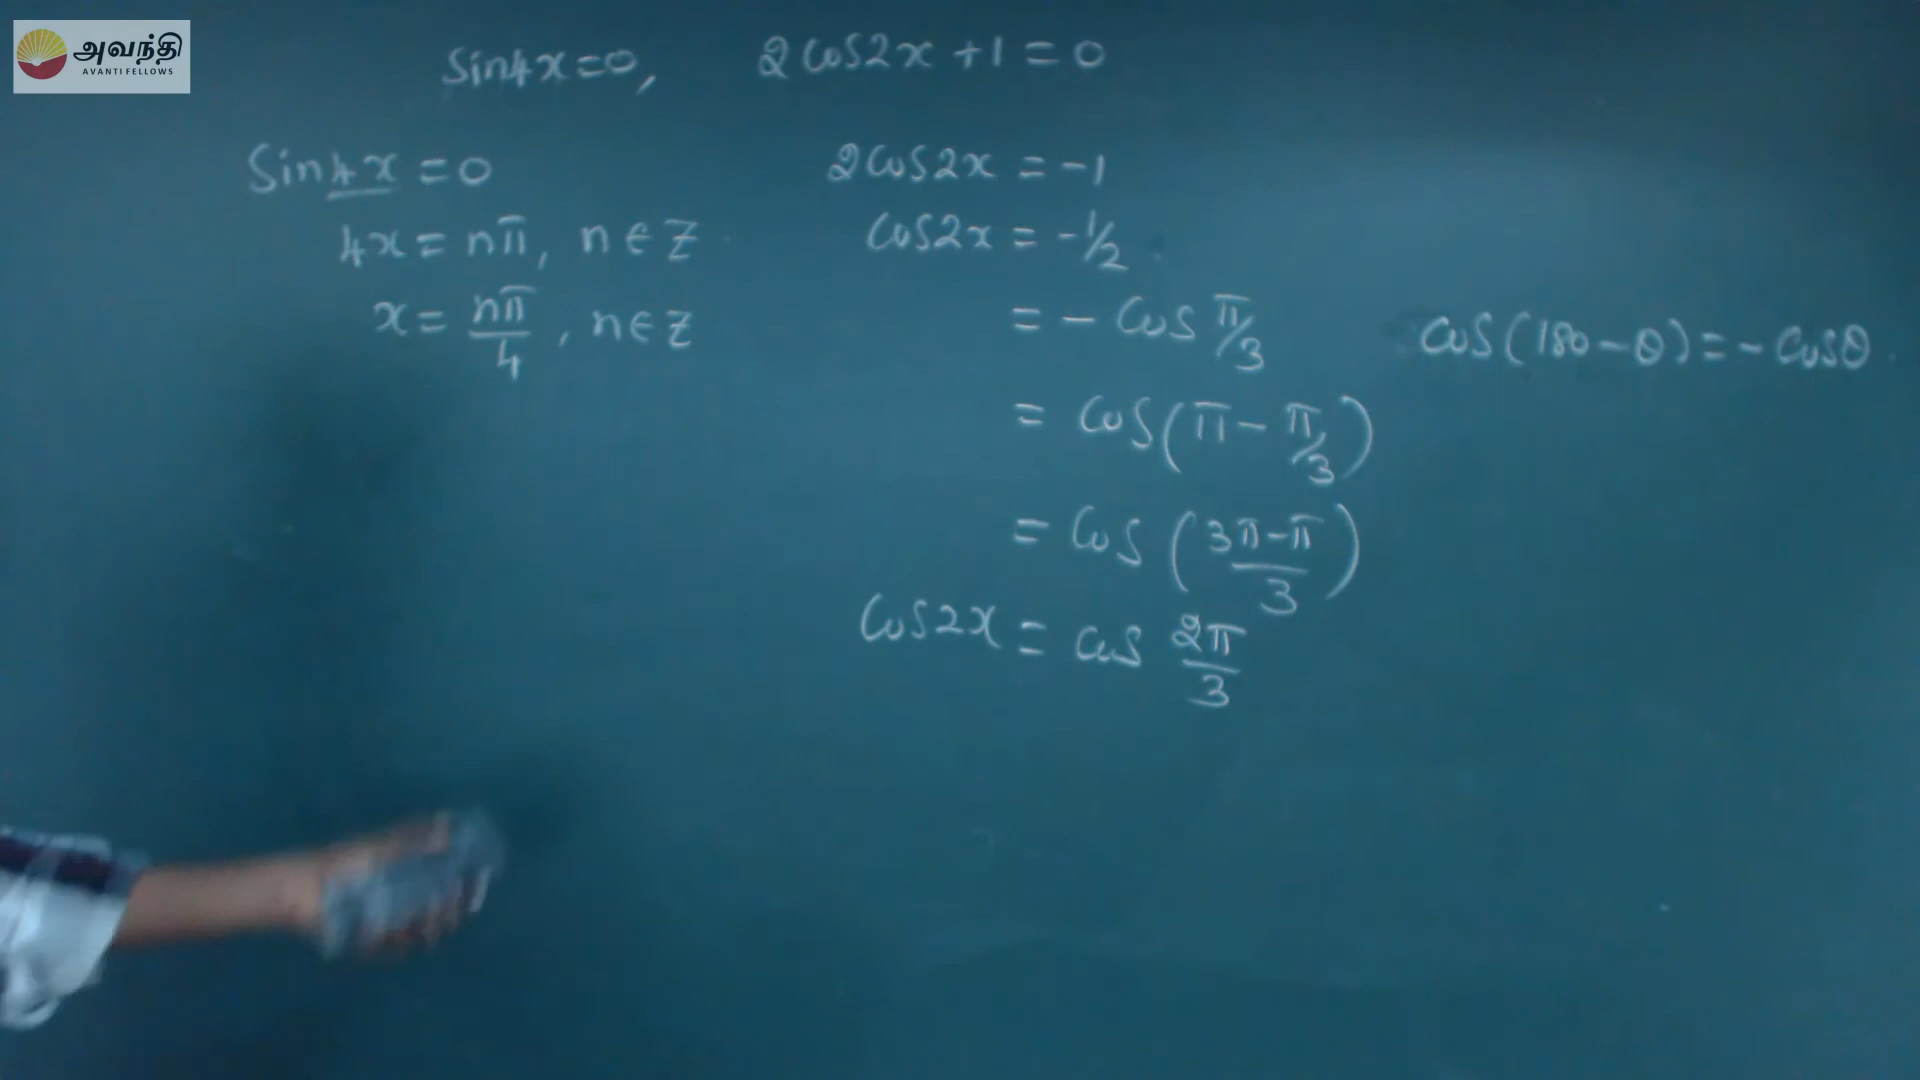 அவந்தி
AVANTI FELLOWS
Sin4x=0, 2Cos2x+1=0
Sin4x=0
4x=nπ, n∈Z
x=nπ/4, n∈Z
2Cos2x=-1
Cos2x=-1/2
=-Cos π/3
Cos(180-θ)=-Cosθ
=Cos(π-π/3)
=Cos(3π-π/3)
Cos2x=Cos 2π/3